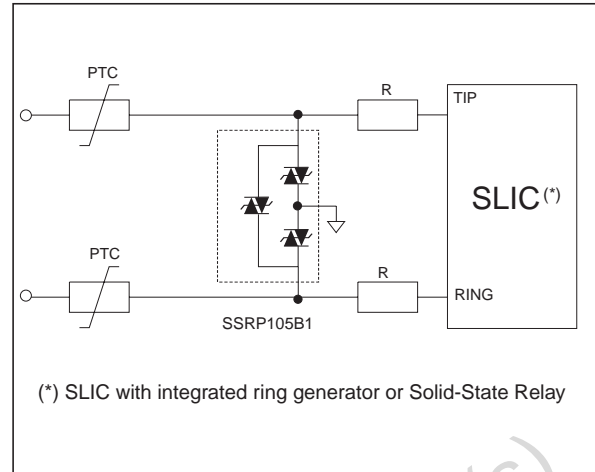 PTC
R
TIP
SLIC(*)
PTC
R
RING
SSRP105B1
(*) SLIC with integrated ring generator or Solid-State Relay